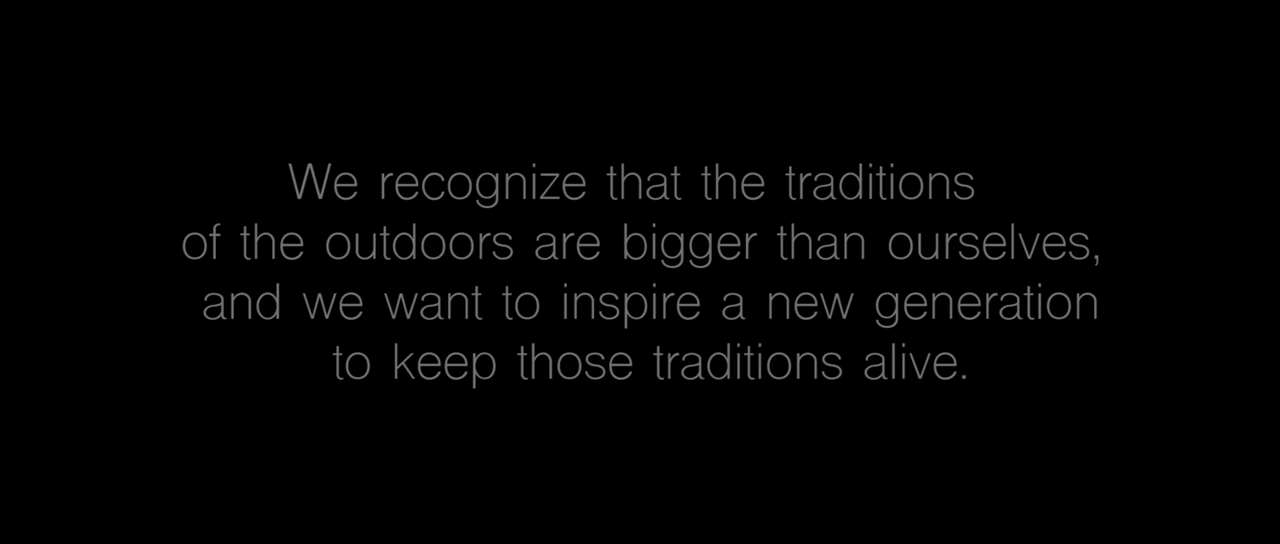 We recognize that the traditions
of the outdoors are bigger than ourselves,
and we want to inspire a new generation
to keep those traditions alive.